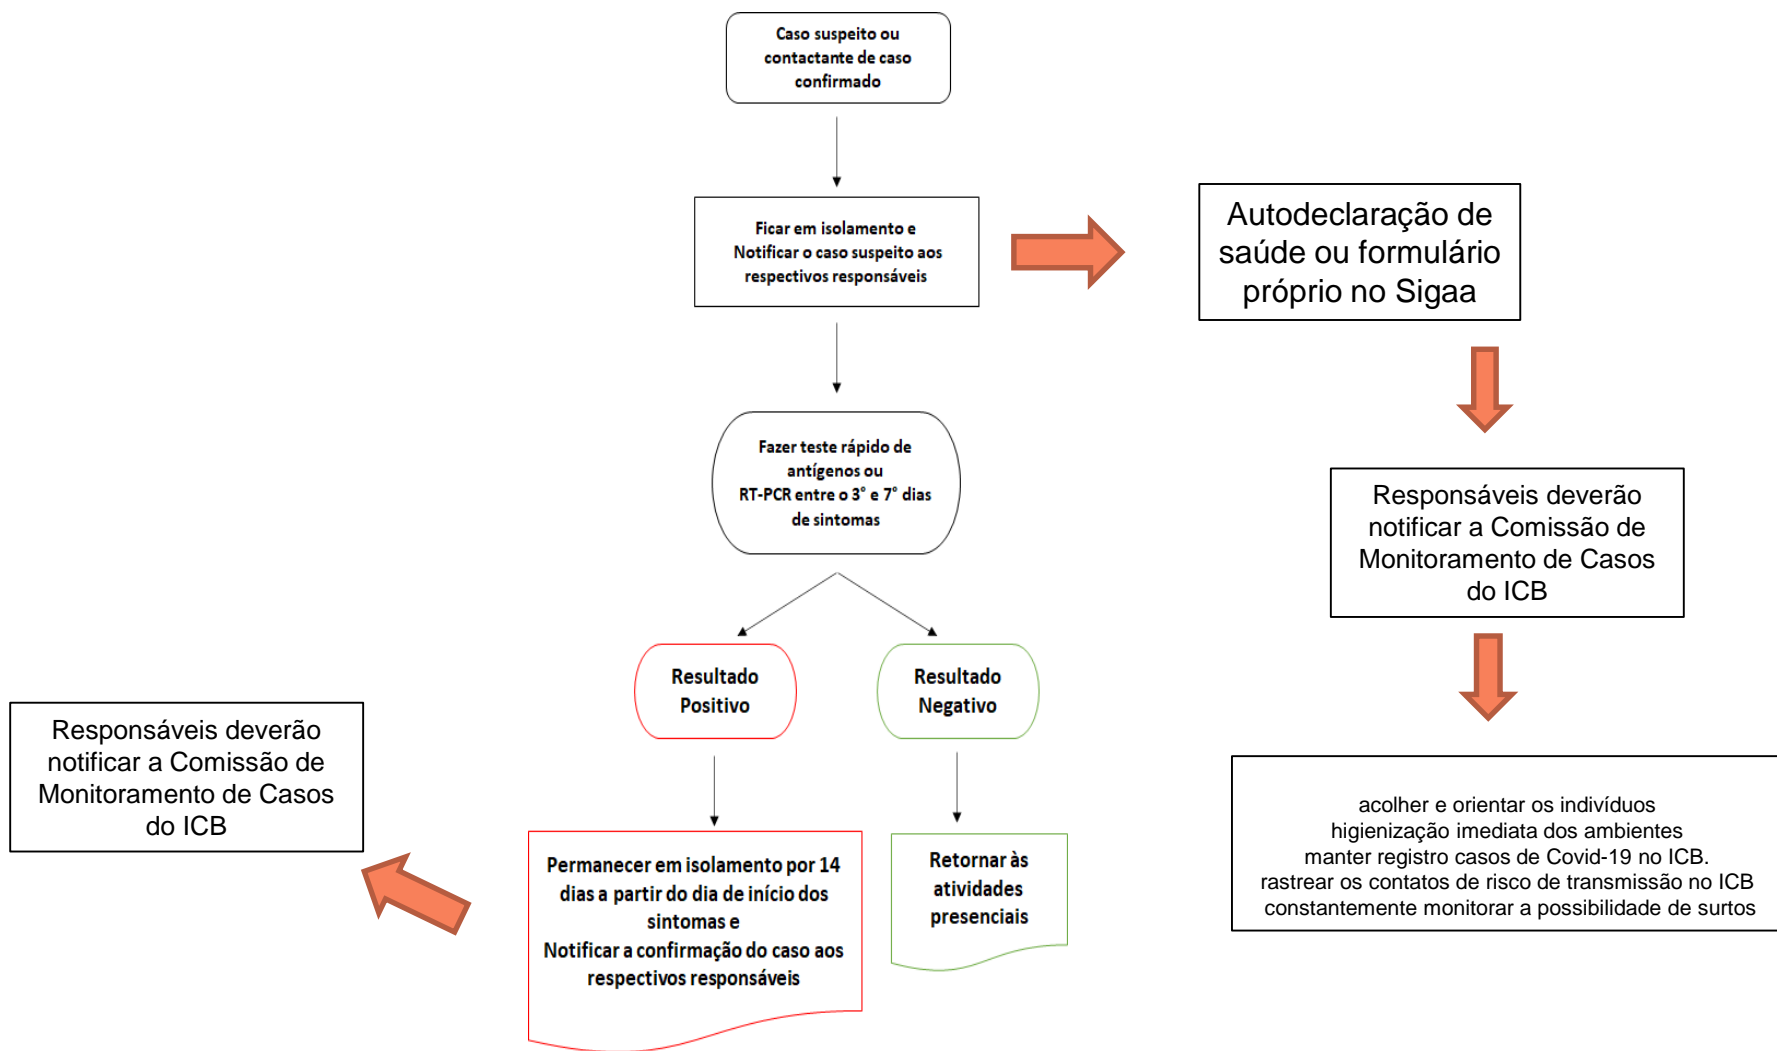 Caso suspeito ou
contactante de caso
confirmado
Ficar em isolamento e
Notificar o caso suspeito aos
respectivos responsáveis
Autodeclaração de
saúde ou formulário
próprio no Sigaa
Fazer teste rápido de
antígenos ou
RT-PCR entre o 3° e 7° dias
de sintomas
Responsáveis deverão
notificar a Comissão de
Monitoramento de Casos
do ICB
Resultado
Positivo
Resultado
Negativo
Responsáveis deverão
notificar a Comissão de
Monitoramento de Casos
do ICB
Permanecer em isolamento por 14
dias a partir do dia de início dos
sintomas e
Notificar a confirmação do caso aos
respectivos responsáveis
Retornar às
atividades
presenciais
acolher e orientar os indivíduos
higienização imediata dos ambientes
manter registro casos de Covid-19 no ICB.
rastrear os contatos de risco de transmissão no ICB
constantemente monitorar a possibilidade de surtos